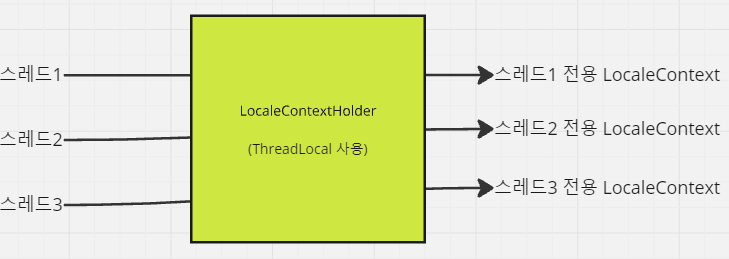 스레드1
스레드2
스레드3
LocaleContextHolder
(ThreadLocal 사용)
스레드1 전용 LocaleContext
스레드2 전용 LocaleContext
스레드3 전용 LocaleContext